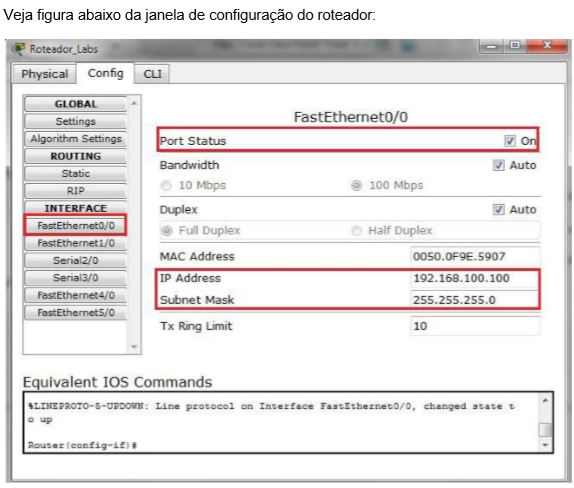 Veja figura abaixo da janela de configuração do roteador:
Roteador_Labs
Physical Config CLI
GLOBAL
Settings
Algorithm Settings
ROUTING
Static
RIP
INTERFACE
FastEthernet0/0
FastEthernet1/0
Serial2/0
Serial3/0
FastEthernet4/0
FastEthernet5/0
FastEthernet0/0
Port Status On
Bandwidth Auto
10 Mbps 100 Mbps
Duplex Auto
Full Duplex Half Duplex
MAC Address 0050.0F9E.5907
IP Address 192.168.100.100
Subnet Mask 255.255.255.0
Tx Ring Limit 10
Equivalent IOS Commands
%LINEPROTO-5-UPDOWN: Line protocol on Interface FastEthernet0/0, changed state t
o up
Router(config-if)#